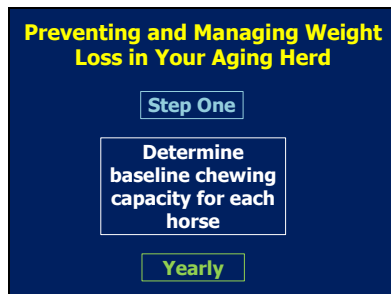 Preventing and Managing Weight
Loss in Your Aging Herd
Step One
Determine
baseline chewing
capacity for each
horse
Yearly